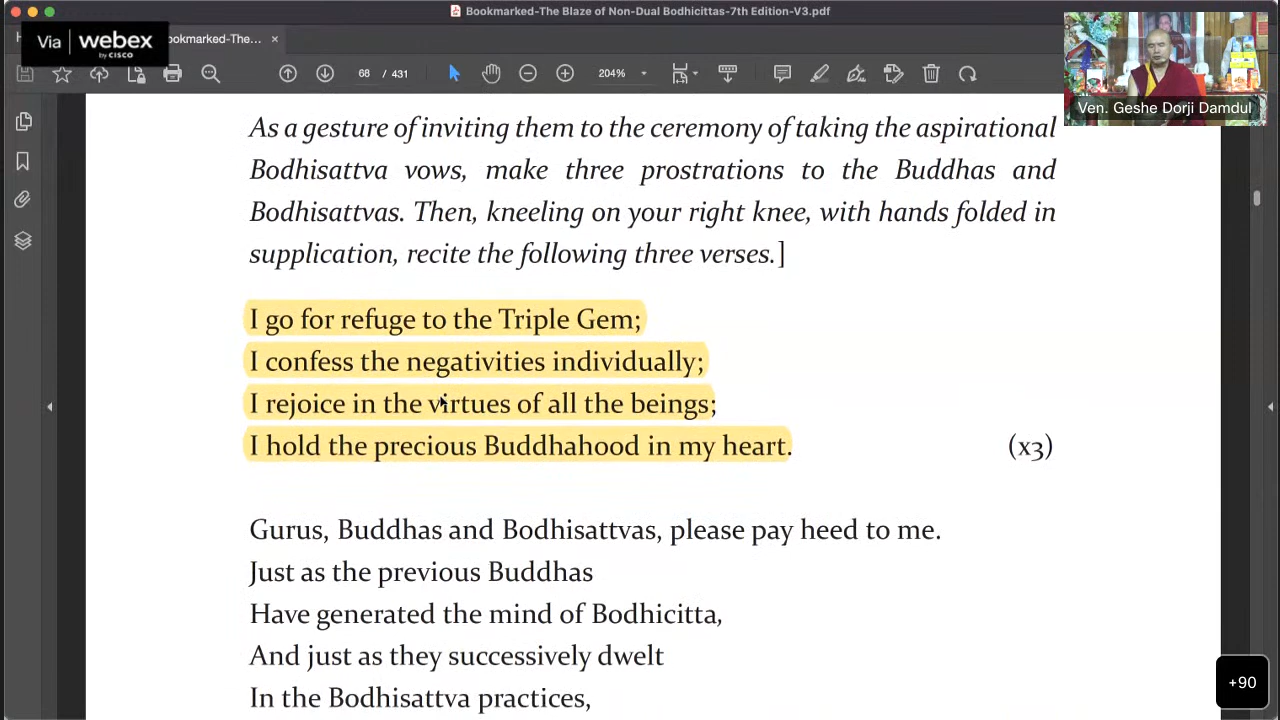 Bookmarked-The Blaze of Non-Dual Bodhicittas-7th Edition-V3.pdf
Via webex
by CISCO
ookmarked-The... ×
68 / 431
204%
Ven. Geshe Dorji Damdul
As a gesture of inviting them to the ceremony of taking the aspirational
Bodhisattva vows, make three prostrations to the Buddhas and
Bodhisattvas. Then, kneeling on your right knee, with hands folded in
supplication, recite the following three verses.]
I go for refuge to the Triple Gem;
I confess the negativities individually;
I rejoice in the virtues of all the beings;
I hold the precious Buddhahood in my heart. (x3)
Gurus, Buddhas and Bodhisattvas, please pay heed to me.
Just as the previous Buddhas
Have generated the mind of Bodhicitta,
And just as they successively dwelt
In the Bodhisattva practices,
+90